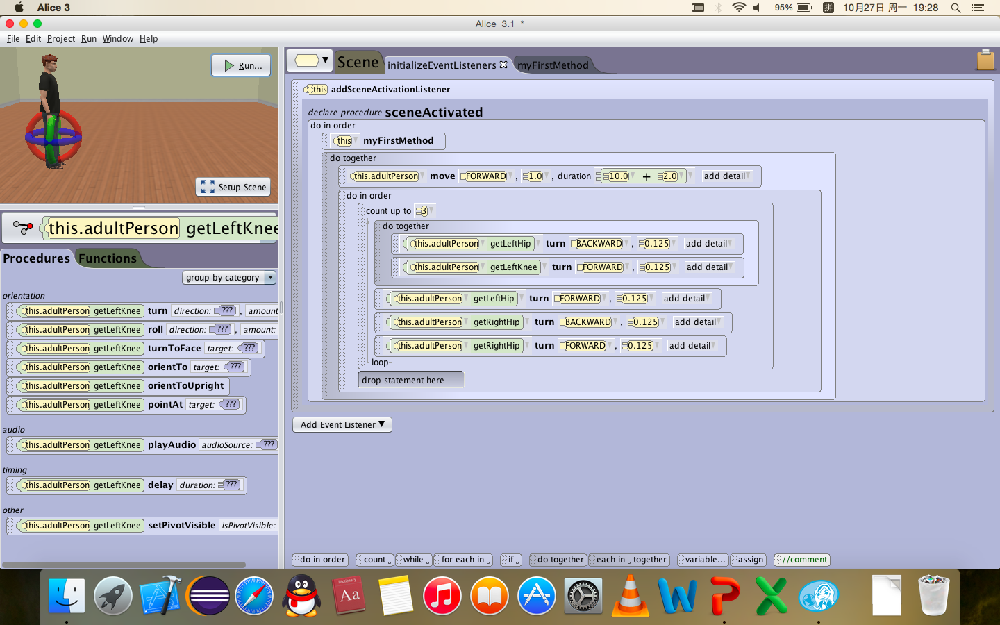 Alice 3 95% 拼 10月27日 周一 19:28
Alice 3.1 *
File Edit Project Run Window Help
Run...
Setup Scene
this.adultPerson getLeftKnee
Procedures Functions
group by category
orientation
this.adultPerson getLeftKnee turn direction: ??? , amount
this.adultPerson getLeftKnee roll direction: ??? , amount:
this.adultPerson getLeftKnee turnToFace target: ???
this.adultPerson getLeftKnee orientTo target: ???
this.adultPerson getLeftKnee orientToUpright
this.adultPerson getLeftKnee pointAt target: ???
audio
this.adultPerson getLeftKnee playAudio audioSource: ???
timing
this.adultPerson getLeftKnee delay duration: ???
other
this.adultPerson getLeftKnee setPivotVisible isPivotVisible:
Scene initializeEventListeners myFirstMethod
this addSceneActivationListener
declare procedure sceneActivated
do in order
this myFirstMethod
do together
this.adultPerson move FORWARD , 1.0 , duration 10.0 + 2.0 add detail
do in order
count up to 3
do together
this.adultPerson getLeftHip turn BACKWARD , 0.125 add detail
this.adultPerson getLeftKnee turn FORWARD , 0.125 add detail
this.adultPerson getLeftHip turn FORWARD , 0.125 add detail
this.adultPerson getRightHip turn BACKWARD , 0.125 add detail
this.adultPerson getRightHip turn FORWARD , 0.125 add detail
loop
drop statement here
Add Event Listener
do in order count _ while _ for each in _ if _ do together each in _ together variable... assign //comment
Dictionary
Aa